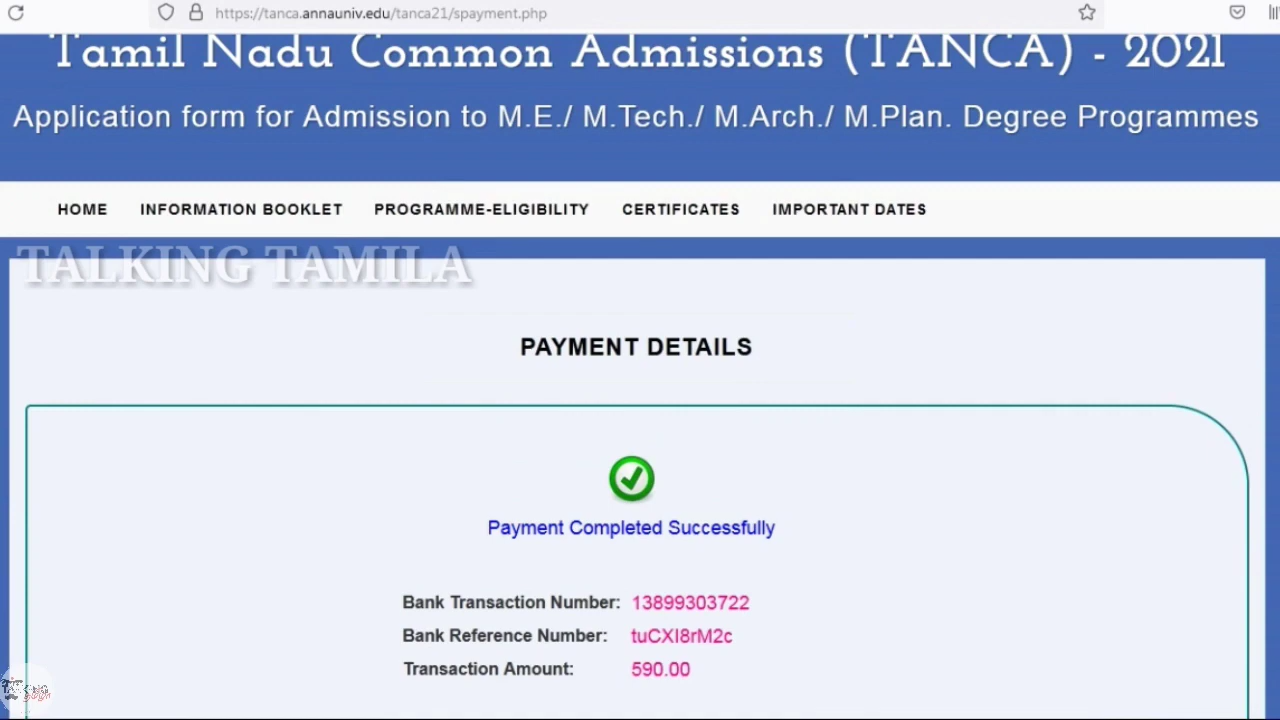 https://tanca.annauniv.edu/tanca21/spayment.php
Tamil Nadu Common Admissions (TANCA) - 2021
Application form for Admission to M.E./ M.Tech./ M.Arch./ M.Plan. Degree Programmes
HOME INFORMATION BOOKLET PROGRAMME-ELIGIBILITY CERTIFICATES IMPORTANT DATES
TALKING TAMILA
PAYMENT DETAILS
Payment Completed Successfully
Bank Transaction Number: 13899303722
Bank Reference Number: tuCXI8rM2c
Transaction Amount: 590.00